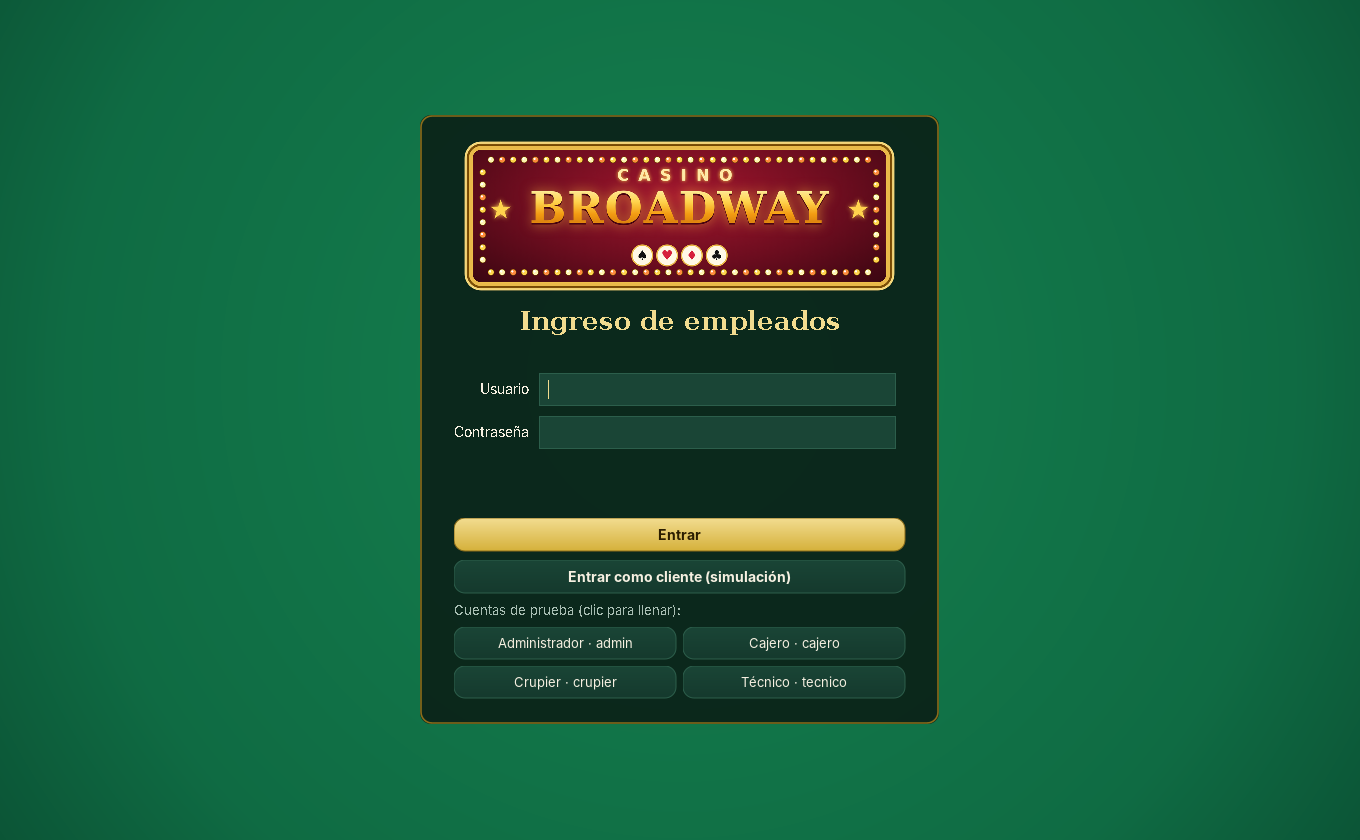 CASINO
BROADWAY
Ingreso de empleados
Usuario
Contraseña
Entrar
Entrar como cliente (simulación)
Cuentas de prueba (clic para llenar):
Administrador · admin
Cajero · cajero
Crupier · crupier
Técnico · tecnico